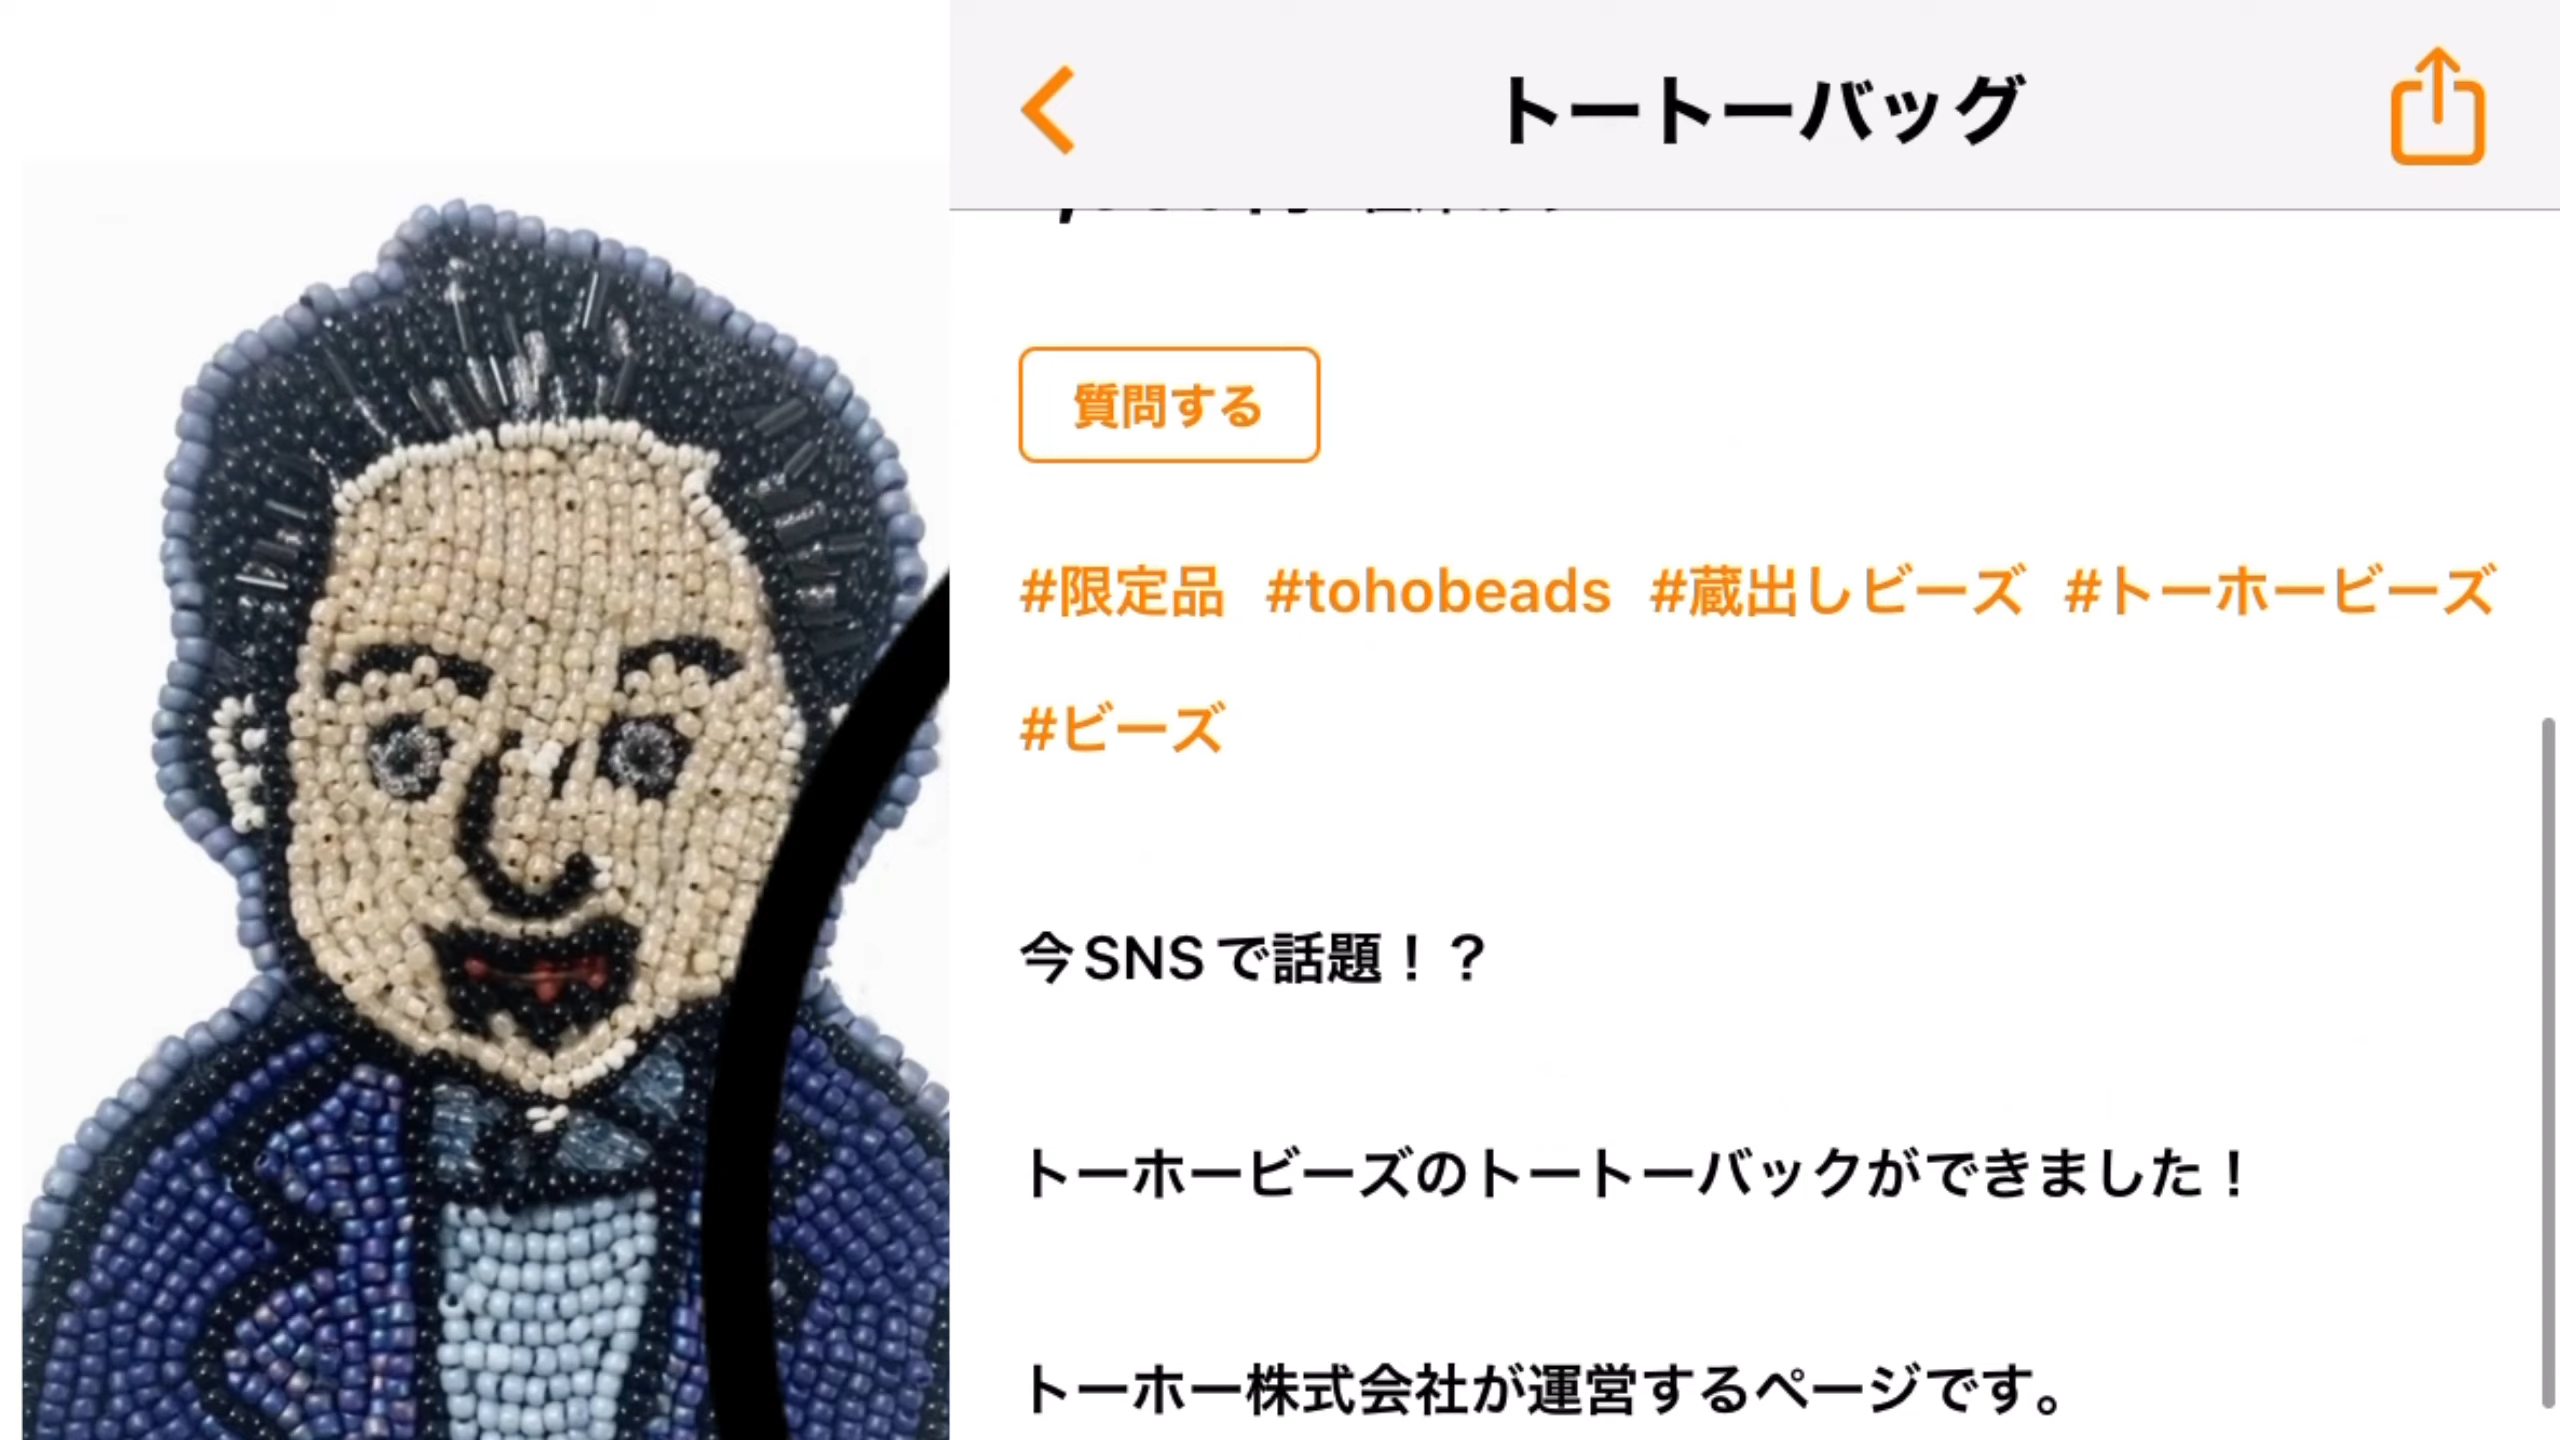 トートーバッグ
質問する
#限定品 #tohobeads #蔵出しビーズ #トーホービーズ
#ビーズ
今SNSで話題！？
トーホービーズのトートーバックができました！
トーホー株式会社が運営するページです。